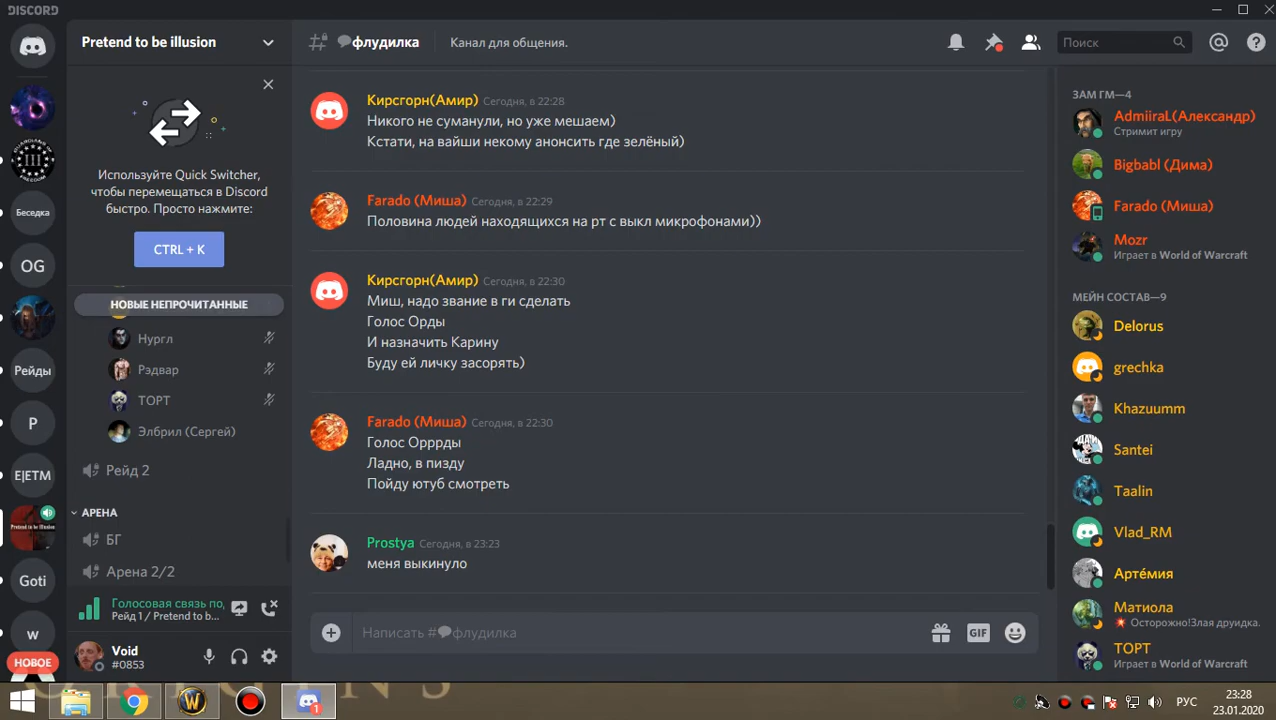 DISCORD
Pretend to be illusion
флудилка
Канал для общения.
Поиск
Используйте Quick Switcher,
чтобы перемещаться в Discord
быстро. Просто нажмите:
CTRL + K
НОВЫЕ НЕПРОЧИТАННЫЕ
Нургл
Рэдвар
ТОРТ
Элбрил (Сергей)
Рейд 2
АРЕНА
БГ
Арена 2/2
Голосовая связь по,
Рейд 1 / Pretend to b...
Void
#0853
III
Беседка
OG
Рейды
P
E|ETM
Pretend to be illusion
Goti
w
НОВОЕ
Кирсгорн(Амир) Сегодня, в 22:28
Никого не суманули, но уже мешаем)
Кстати, на вайши некому анонсить где зелёный)
Farado (Миша) Сегодня, в 22:29
Половина людей находящихся на рт с выкл микрофонами))
Кирсгорн(Амир) Сегодня, в 22:30
Миш, надо звание в ги сделать
Голос Орды
И назначить Карину
Буду ей личку засорять)
Farado (Миша) Сегодня, в 22:30
Голос Орррды
Ладно, в пизду
Пойду ютуб смотреть
Prostya Сегодня, в 23:23
меня выкинуло
Написать #флудилка
GIF
ЗАМ ГМ—4
AdmiiraL(Александр)
Стримит игру
Bigbabl (Дима)
Farado (Миша)
Mozr
Играет в World of Warcraft
МЕЙН СОСТАВ—9
Delorus
grechka
Khazuumm
Santei
Taalin
Vlad_RM
Артéмия
Матиола
Осторожно!Злая друидка.
ТОРТ
Играет в World of Warcraft
1
РУС
23:28
23.01.2020